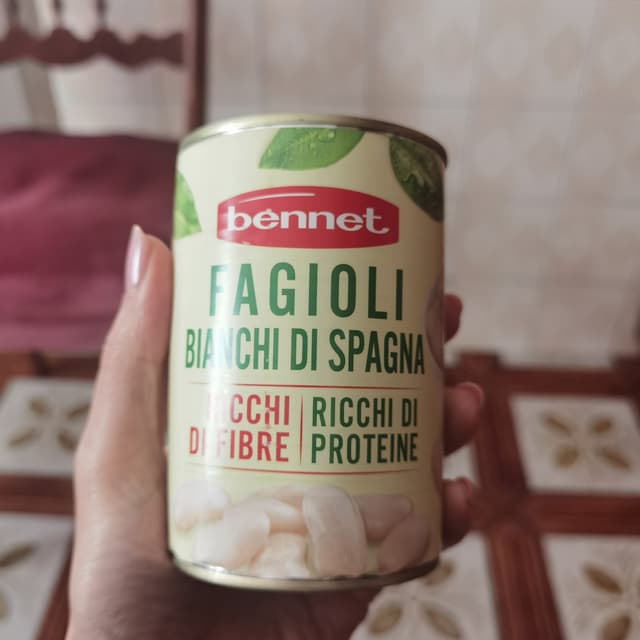 bennet
FAGIOLI
BIANCHI DI SPAGNA
RICCHI DI FIBRE
RICCHI DI PROTEINE